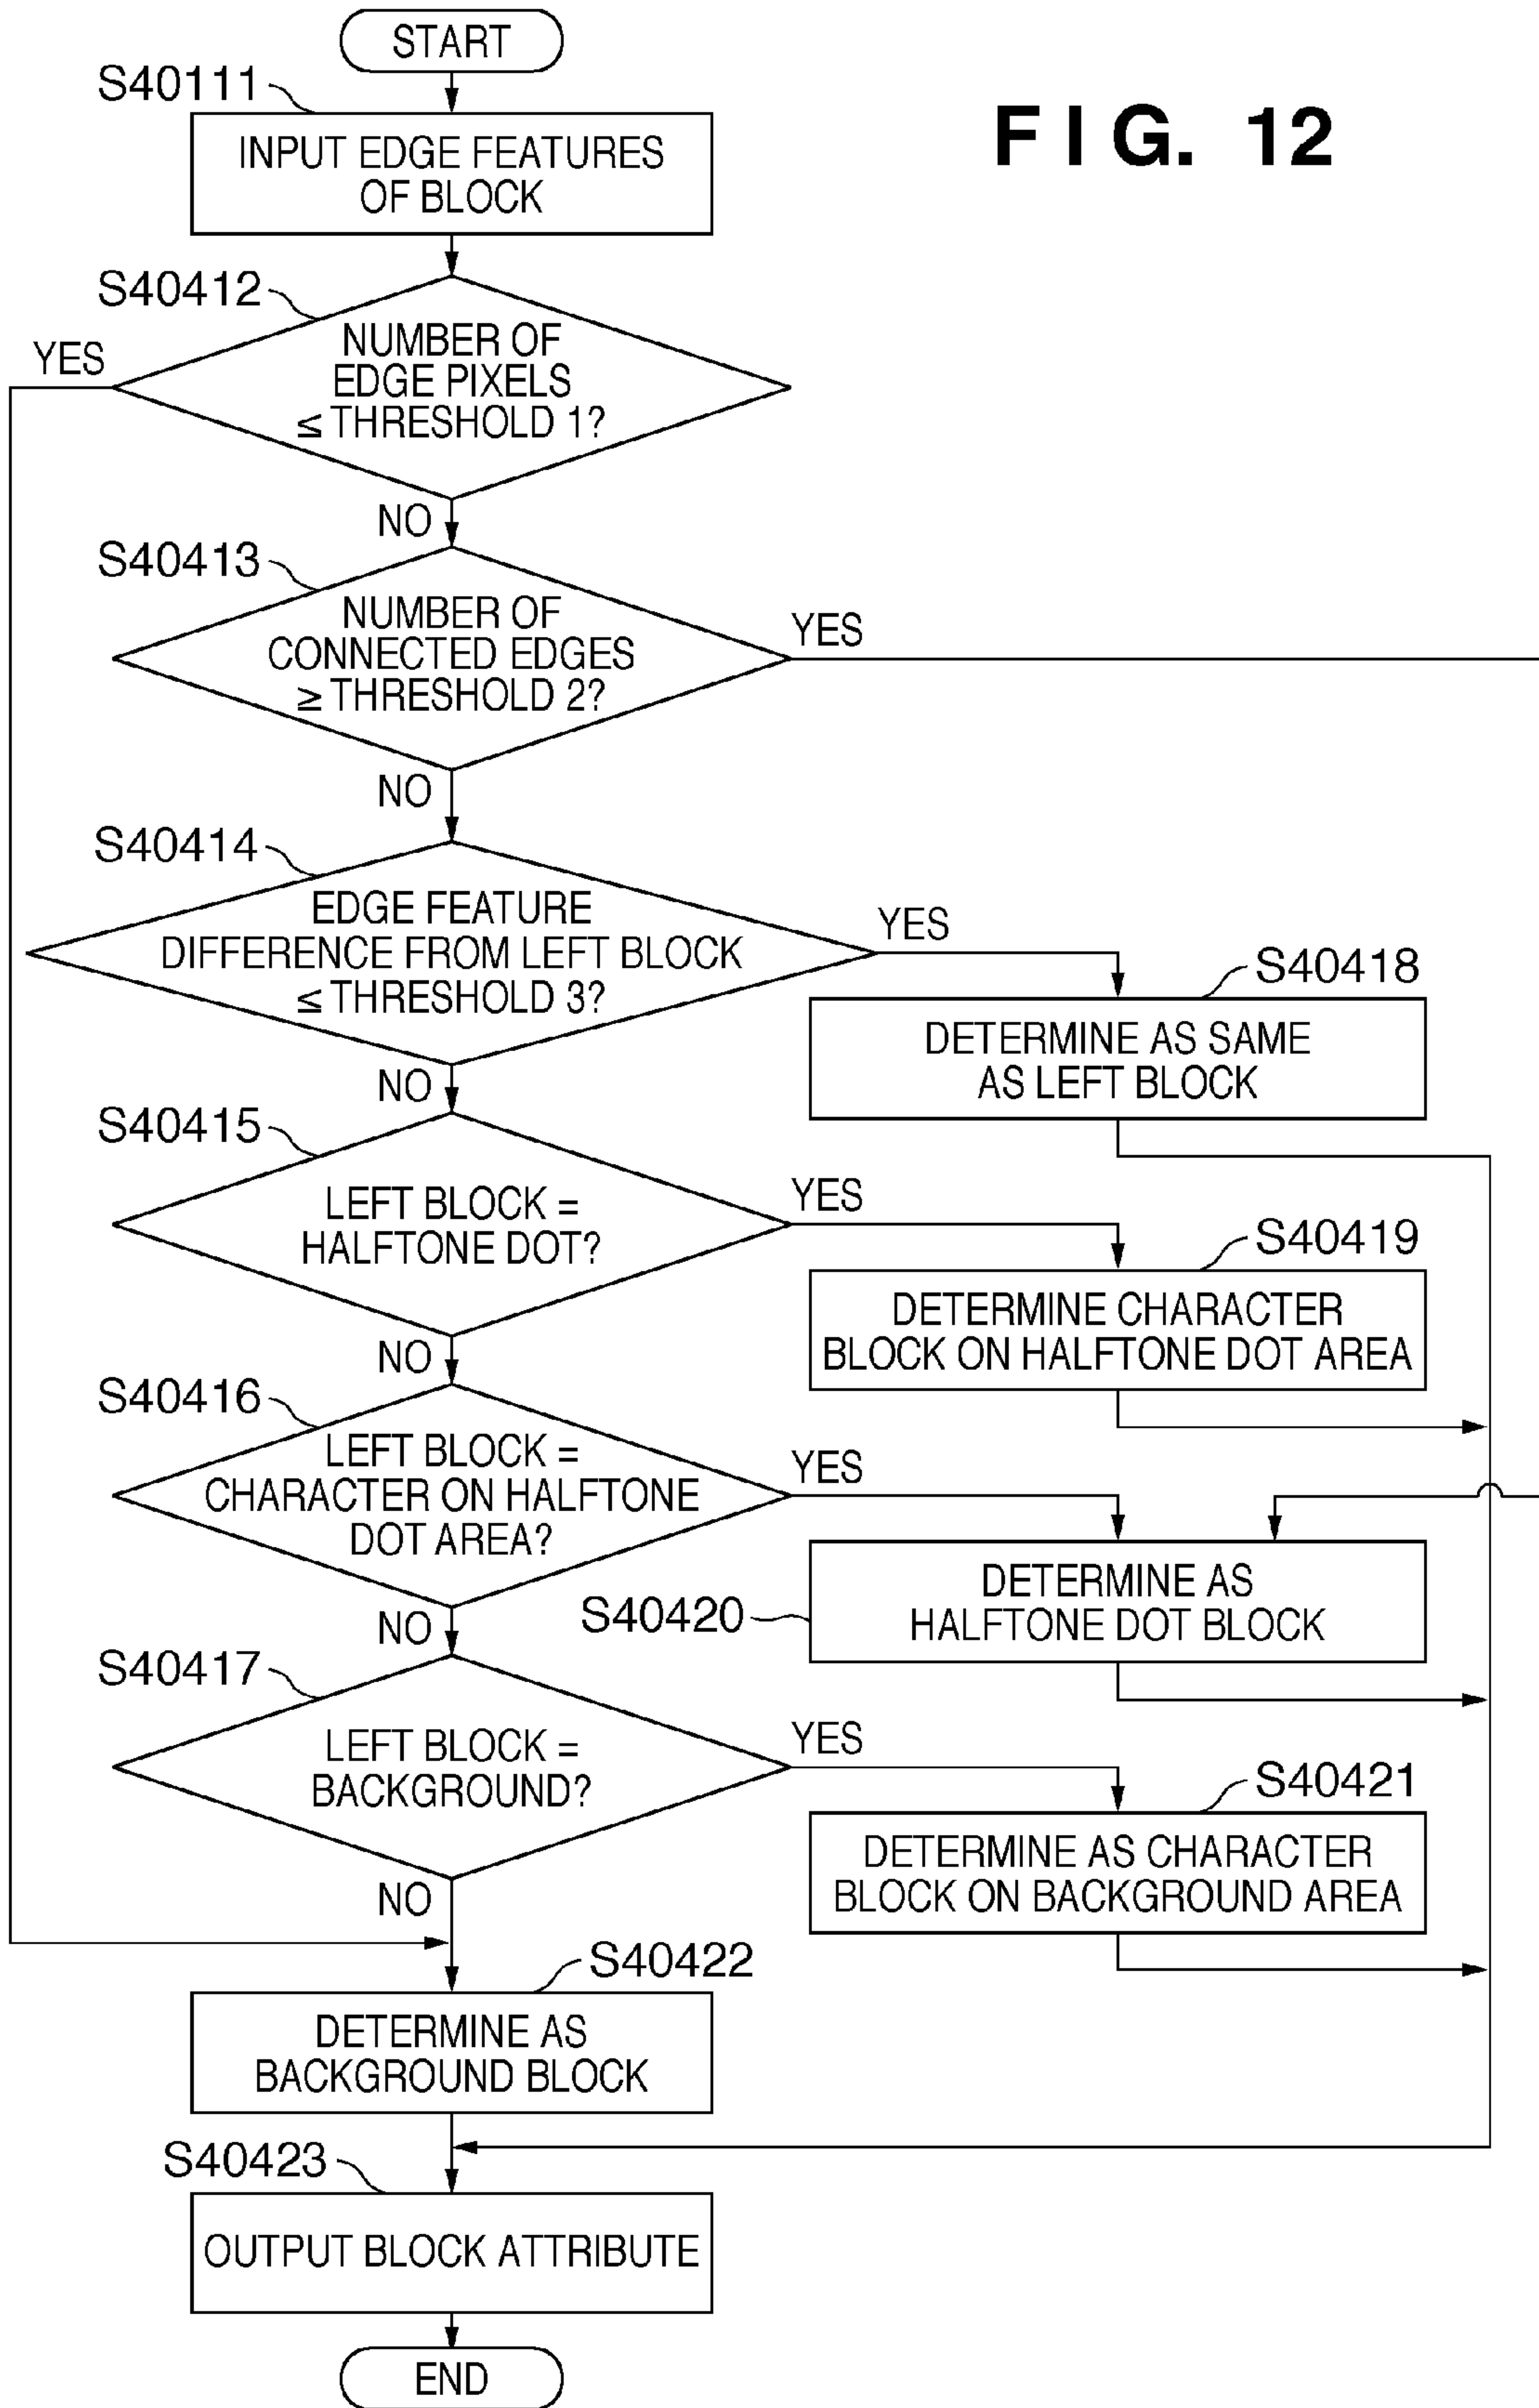 START
FIG. 12
S40111
INPUT EDGE FEATURES
OF BLOCK
S40412
NUMBER OF
EDGE PIXELS
≤ THRESHOLD 1?
YES
NO
S40413
NUMBER OF
CONNECTED EDGES
≥ THRESHOLD 2?
YES
NO
S40414
EDGE FEATURE
DIFFERENCE FROM LEFT BLOCK
≤ THRESHOLD 3?
YES
S40418
DETERMINE AS SAME
AS LEFT BLOCK
NO
S40415
LEFT BLOCK =
HALFTONE DOT?
YES
S40419
DETERMINE CHARACTER
BLOCK ON HALFTONE DOT AREA
NO
S40416
LEFT BLOCK =
CHARACTER ON HALFTONE
DOT AREA?
YES
S40420
DETERMINE AS
HALFTONE DOT BLOCK
NO
S40417
LEFT BLOCK =
BACKGROUND?
YES
S40421
DETERMINE AS CHARACTER
BLOCK ON BACKGROUND AREA
NO
S40422
DETERMINE AS
BACKGROUND BLOCK
S40423
OUTPUT BLOCK ATTRIBUTE
END